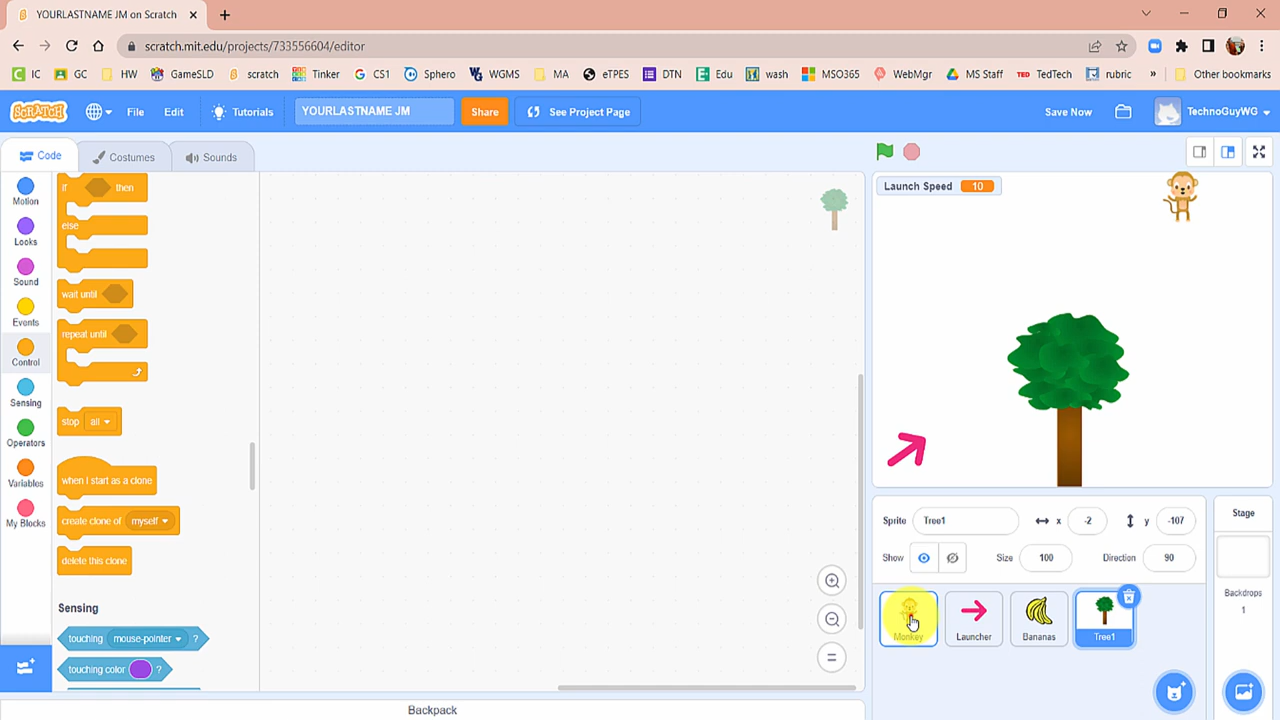 YOURLASTNAME JM on Scratch
scratch.mit.edu/projects/733556604/editor
IC GC HW GameSLD scratch Tinker CS1 Sphero WGMS MA eTPES DTN Edu wash MSO365 WebMgr MS Staff TED TedTech rubric » Other bookmarks
SCRATCH File Edit Tutorials YOURLASTNAME JM Share See Project Page Save Now TechnoGuyWG
Code Costumes Sounds
Motion
Looks
Sound
Events
Control
Sensing
Operators
Variables
My Blocks
if then
else
wait until
repeat until
stop all
when I start as a clone
create clone of myself
delete this clone
Sensing
touching mouse-pointer ?
touching color ?
Launch Speed 10
Sprite Tree1 x -2 y -107
Show Size 100 Direction 90
Monkey Launcher Bananas Tree1
Stage
Backdrops
1
Backpack